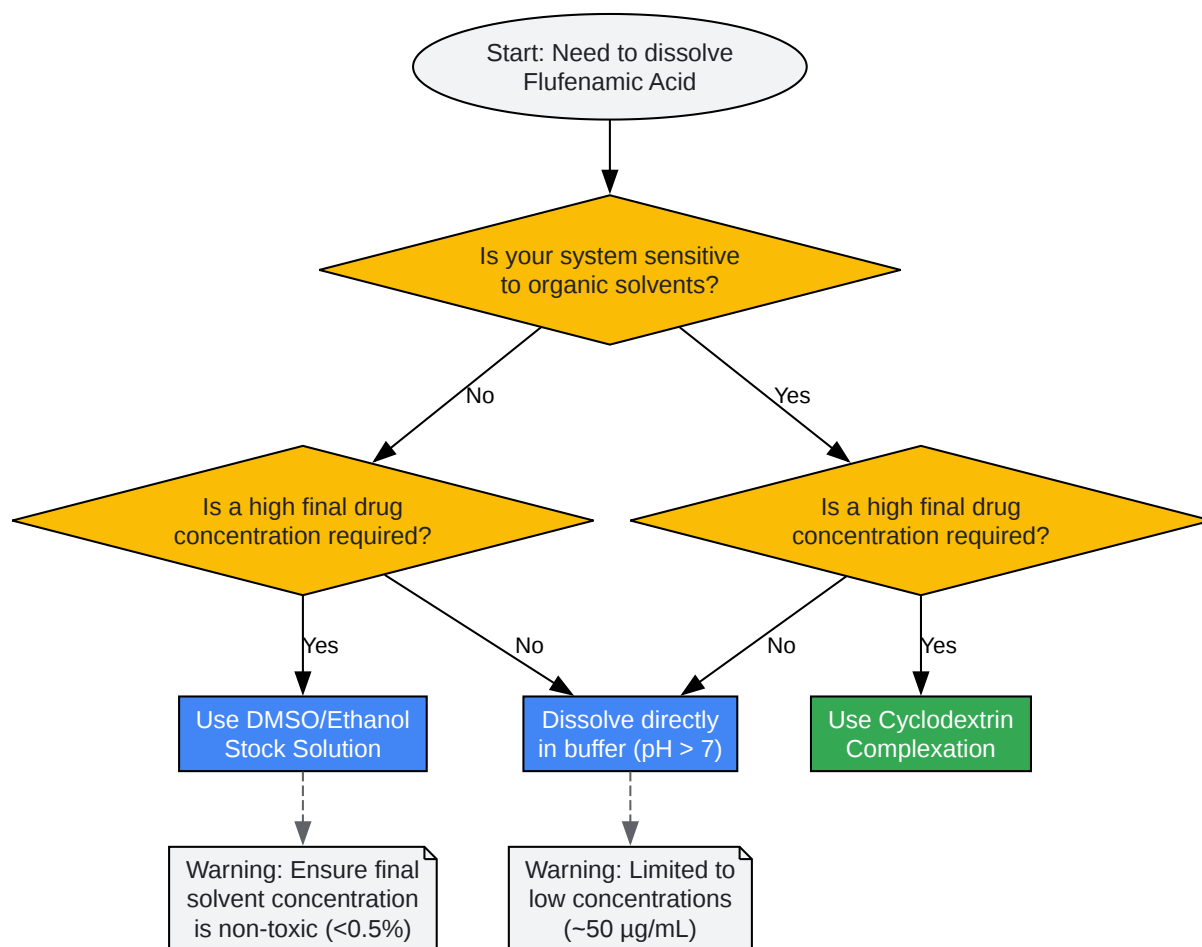 Start: Need to dissolve
Flufenamic Acid
Is your system sensitive
to organic solvents?
No
Yes
Is a high final drug
concentration required?
Is a high final drug
concentration required?
Yes
No
No
Yes
Use DMSO/Ethanol
Stock Solution
Dissolve directly
in buffer (pH > 7)
Use Cyclodextrin
Complexation
Warning: Ensure final
solvent concentration
is non-toxic (<0.5%)
Warning: Limited to
low concentrations
(~50 µg/mL)